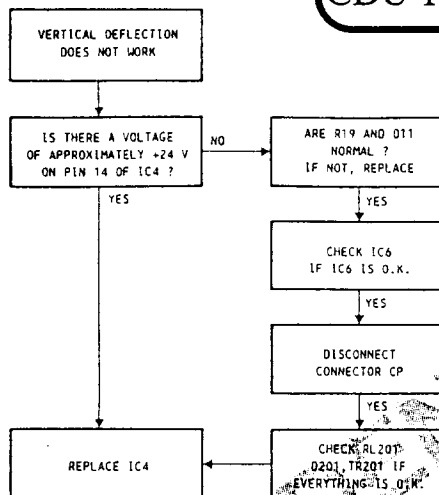 VERTICAL DEFLECTION
DOES NOT WORK
IS THERE A VOLTAGE
OF APPROXIMATELY +24 V
ON PIN 14 OF IC4 ?
NO
ARE R19 AND D11
NORMAL ?
IF NOT, REPLACE
YES
YES
CHECK IC6
IF IC6 IS O.K.
YES
DISCONNECT
CONNECTOR CP
YES
REPLACE IC4
CHECK RL201
D201,TR201 IF
EVERYTHING IS O.K.